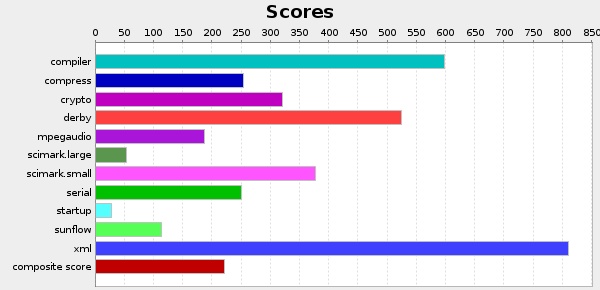 Scores
0 50 100 150 200 250 300 350 400 450 500 550 600 650 700 750 800 850
compiler
compress
crypto
derby
mpegaudio
scimark.large
scimark.small
serial
startup
sunflow
xml
composite score